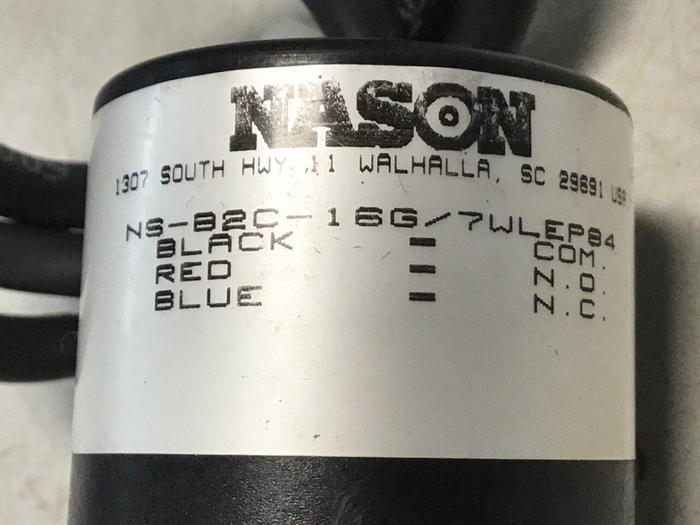 NASON
1307 SOUTH HWY. 11 WALHALLA, SC 29691 USA
NS-82C-16G/7WLEP84
BLACK = COM.
RED = N.O.
BLUE = N.C.